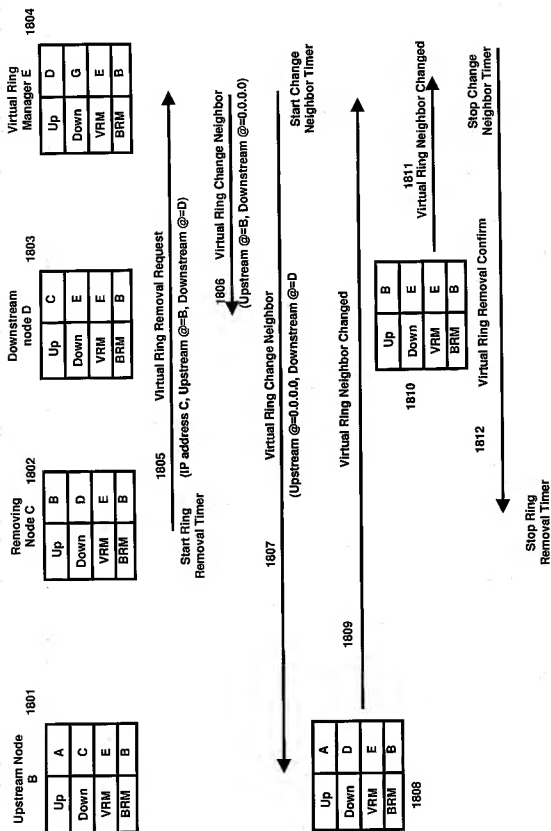 Upstream Node
B
1801
Up A
Down C
VRM E
BRM B
Removing
Node C
1802
Up B
Down D
VRM E
BRM B
Downstream
node D
1803
Up C
Down E
VRM E
BRM B
Virtual Ring
Manager E
1804
Up D
Down G
VRM E
BRM B
1805
Virtual Ring Removal Request
(IP address C, Upstream @=B, Downstream @=D)
Start Ring
Removal Timer
1806 Virtual Ring Change Neighbor
(Upstream @=B, Downstream @=0.0.0.0)
1807
Virtual Ring Change Neighbor
(Upstream @=0.0.0.0, Downstream @=D
Start Change
Neighbor Timer
1809
Virtual Ring Neighbor Changed
Up A
Down D
VRM E
BRM B
1808
Up B
Down E
VRM E
BRM B
1810
1811
Virtual Ring Neighbor Changed
1812
Virtual Ring Removal Confirm
Stop Change
Neighbor Timer
Stop Ring
Removal Timer